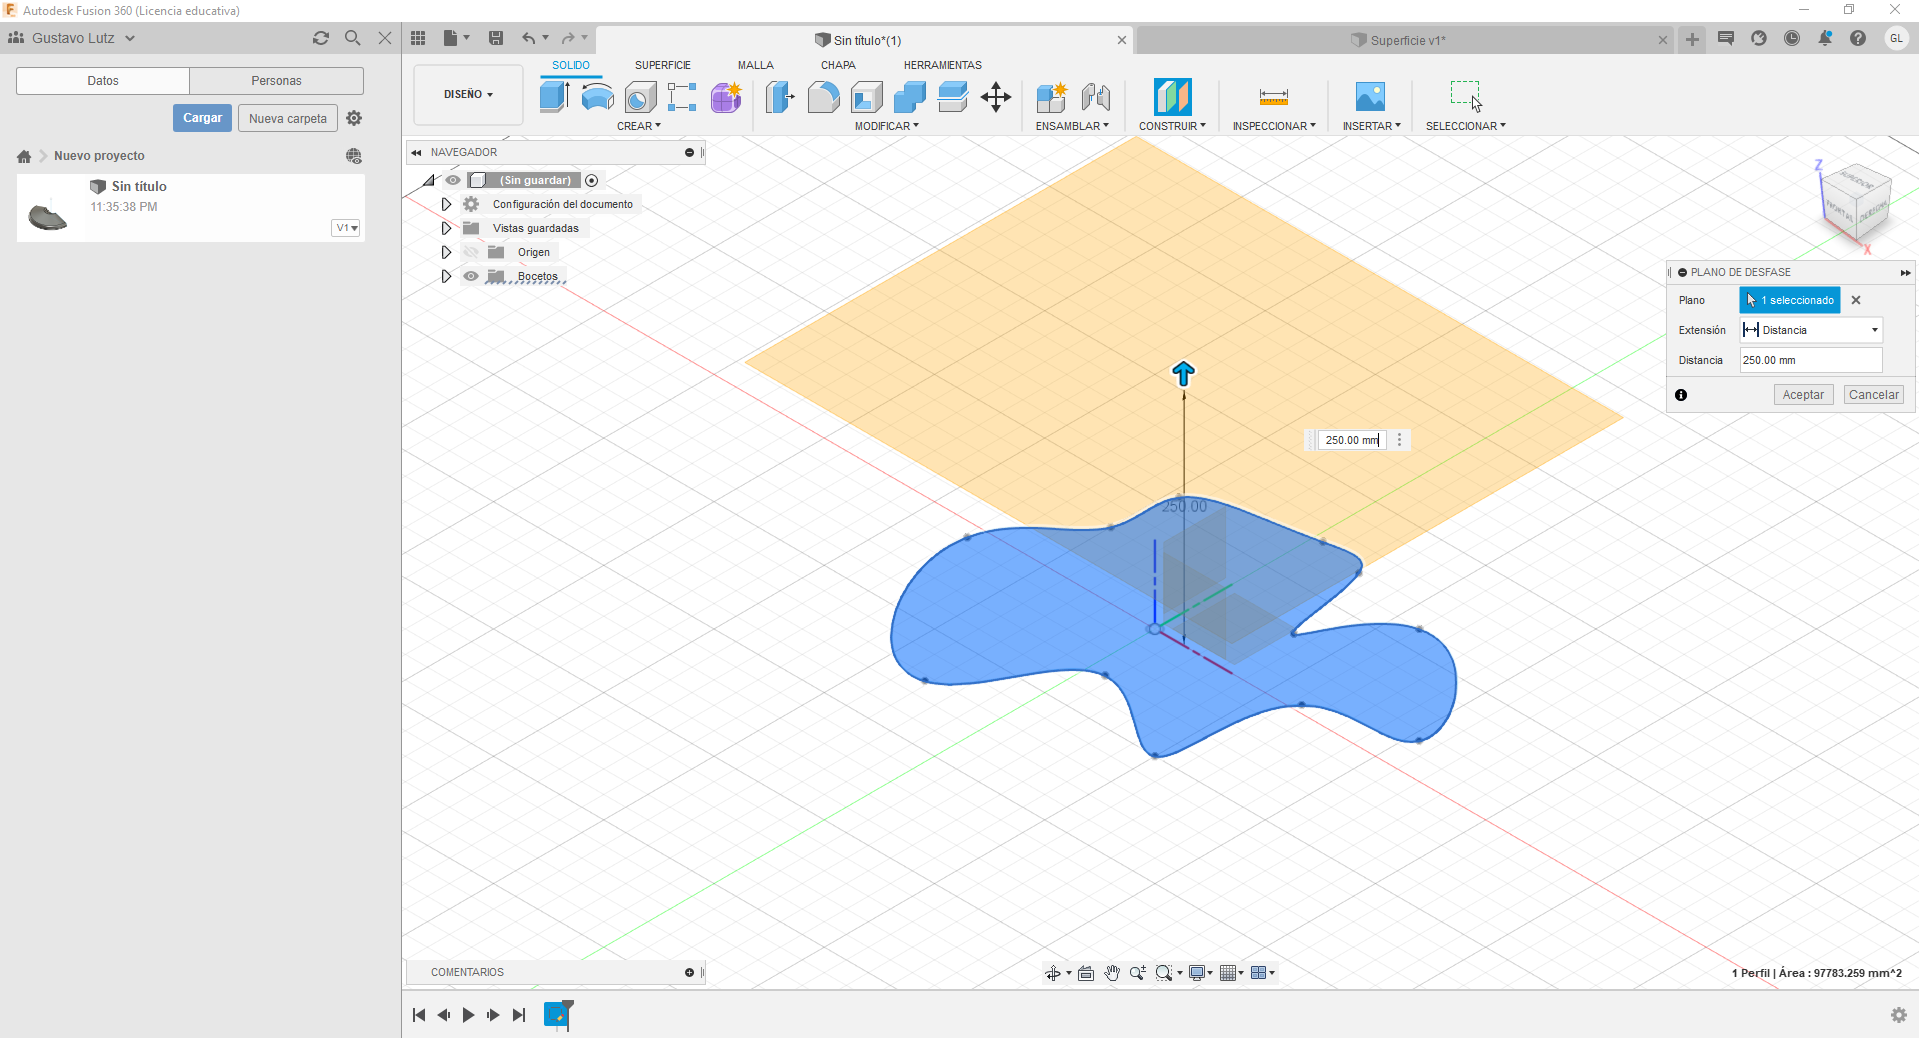 Autodesk Fusion 360 (Licencia educativa)
Gustavo Lutz
Sin título*(1)
Superficie v1*
GL
Datos
Personas
Cargar
Nueva carpeta
Nuevo proyecto
Sin título
11:35:38 PM
V1
DISEÑO
SOLIDO
SUPERFICIE
MALLA
CHAPA
HERRAMIENTAS
CREAR
MODIFICAR
ENSAMBLAR
CONSTRUIR
INSPECCIONAR
INSERTAR
SELECCIONAR
NAVEGADOR
(Sin guardar)
Configuración del documento
Vistas guardadas
Origen
Bocetos
Z
SUPERIOR
FRONTAL
DERECHA
X
PLANO DE DESFASE
Plano
1 seleccionado
Extensión
Distancia
Distancia
250.00 mm
Aceptar
Cancelar
250.00 mm
250.00
COMENTARIOS
1 Perfil | Área : 97783.259 mm^2